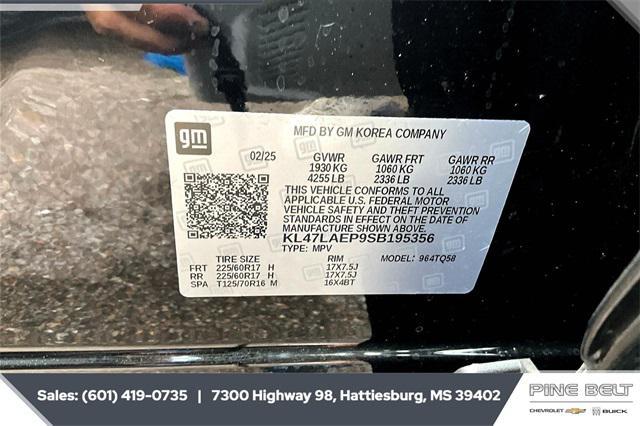 gm
MFD BY GM KOREA COMPANY
02/25 GVWR GAWR FRT GAWR RR
1930 KG 1060 KG 1060 KG
4255 LB 2336 LB 2336 LB
THIS VEHICLE CONFORMS TO ALL
APPLICABLE U.S. FEDERAL MOTOR
VEHICLE SAFETY AND THEFT PREVENTION
STANDARDS IN EFFECT ON THE DATE OF
MANUFACTURE SHOWN ABOVE.
KL47LAEP9SB195356
TYPE: MPV MODEL: 964TQ58
TIRE SIZE RIM
FRT 225/60R17 H 17X7.5J
RR 225/60R17 H 17X7.5J
SPA T125/70R16 M 16X4BT
Sales: (601) 419-0735 | 7300 Highway 98, Hattiesburg, MS 39402
PINE BELT
CHEVROLET BUICK